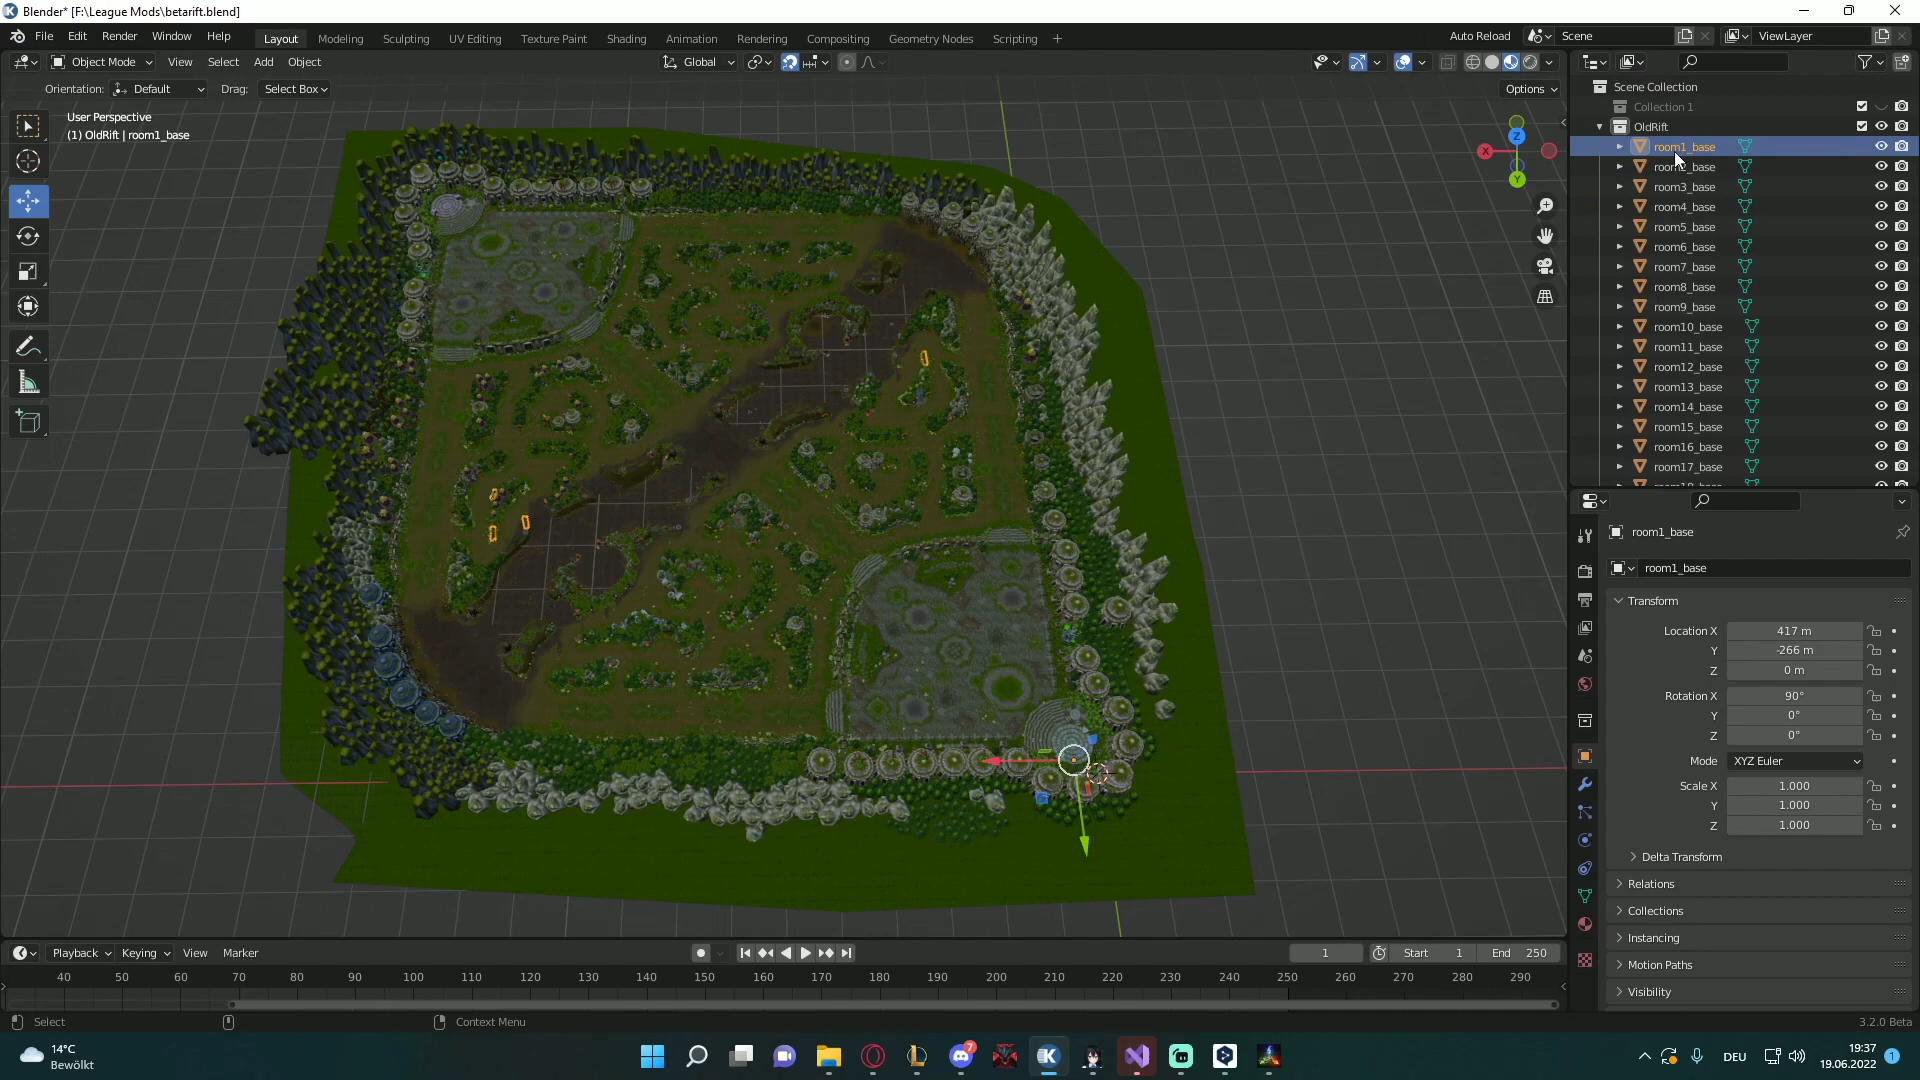 Blender* [F:\League Mods\betarift.blend]
File Edit Render Window Help Layout Modeling Sculpting UV Editing Texture Paint Shading Animation Rendering Compositing Geometry Nodes Scripting + Auto Reload Scene ViewLayer
Object Mode View Select Add Object Global
Orientation: Default Drag: Select Box Options
User Perspective
(1) OldRift | room1_base
Z
X
Y
Scene Collection
Collection 1
OldRift
room1_base
room2_base
room3_base
room4_base
room5_base
room6_base
room7_base
room8_base
room9_base
room10_base
room11_base
room12_base
room13_base
room14_base
room15_base
room16_base
room17_base
room1_base
room1_base
Transform
Location X 417 m
Y -266 m
Z 0 m
Rotation X 90°
Y 0°
Z 0°
Mode XYZ Euler
Scale X 1.000
Y 1.000
Z 1.000
Delta Transform
Relations
Collections
Instancing
Motion Paths
Visibility
Playback Keying View Marker 1 Start 1 End 250
40 50 60 70 80 90 100 110 120 130 140 150 160 170 180 190 200 210 220 230 240 250 260 270 280 290
Select Context Menu 3.2.0 Beta
14°C
Bewölkt
7
DEU
19:37
19.06.2022
1